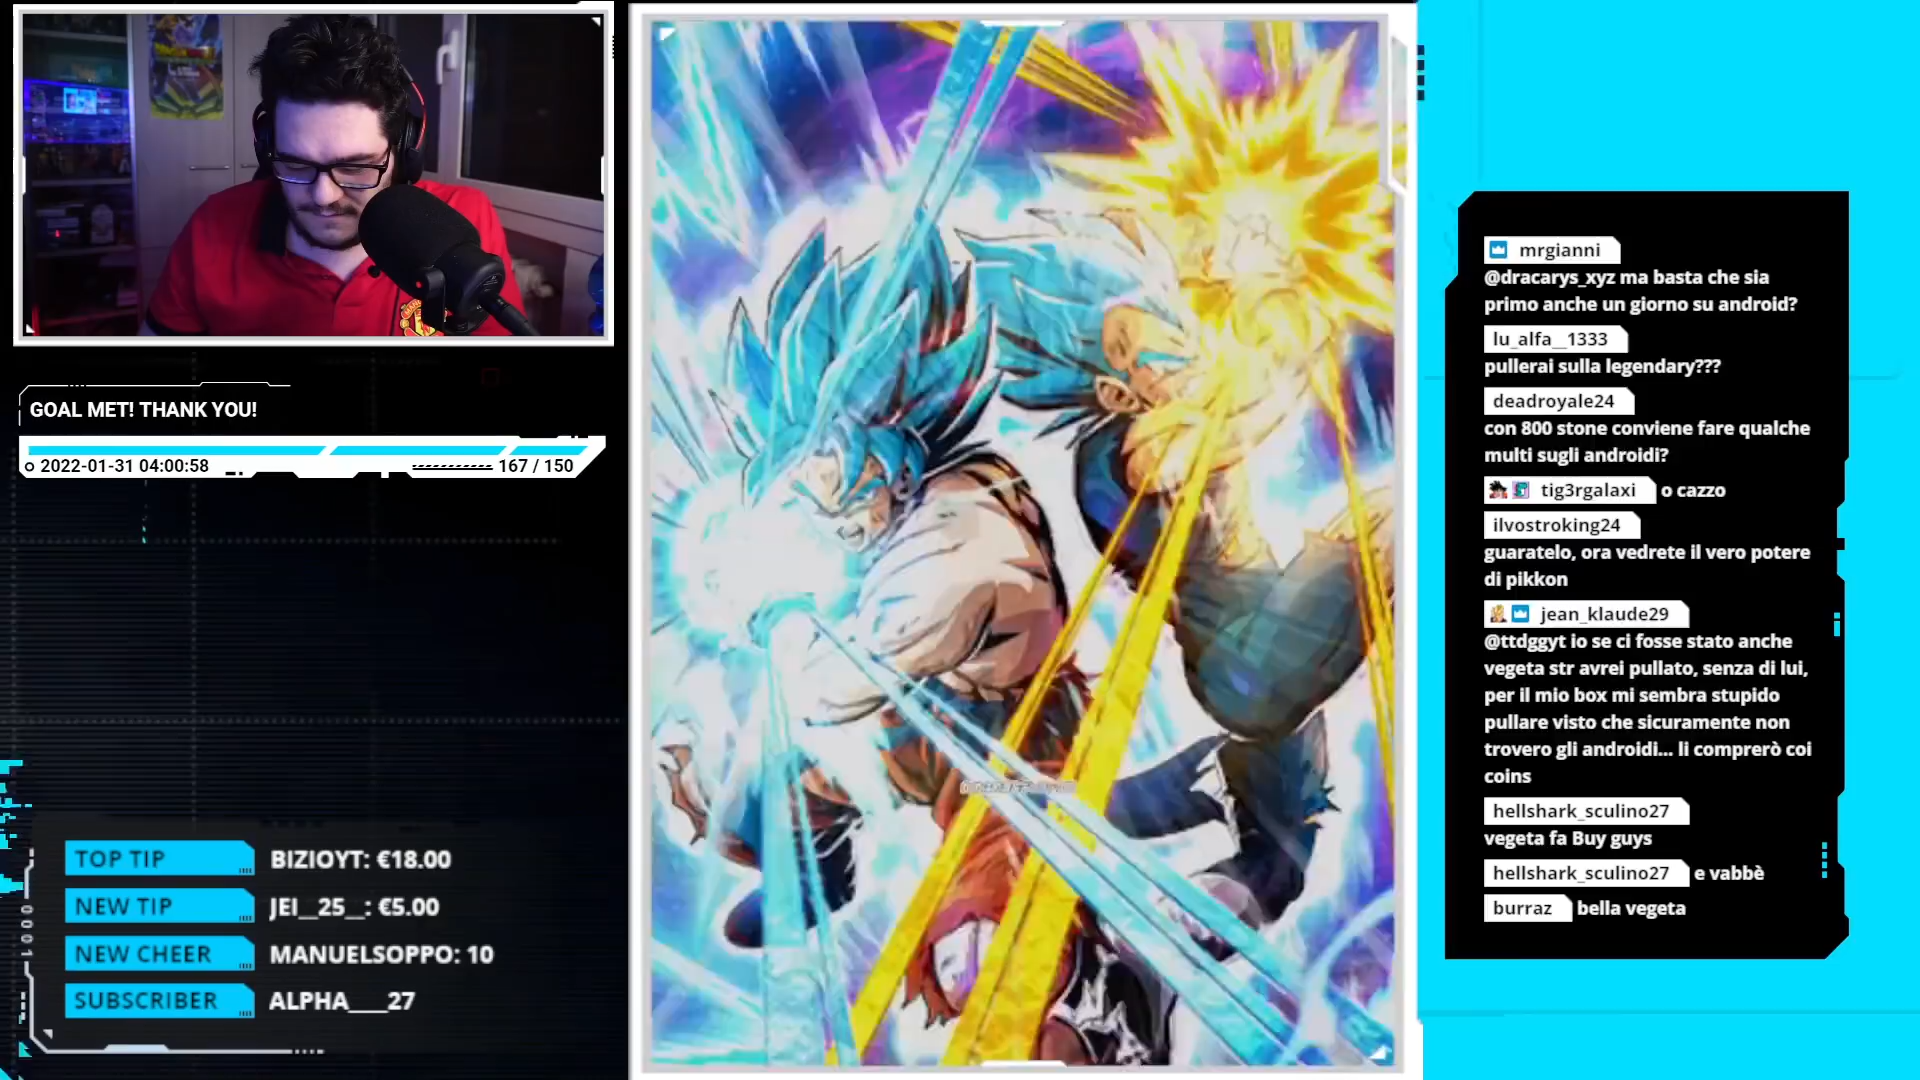 GOAL MET! THANK YOU!
2022-01-31 04:00:58
167 / 150
TOP TIP BIZIOYT: €18.00
NEW TIP JEI__25__: €5.00
NEW CHEER MANUELSOPPO: 10
SUBSCRIBER ALPHA____27
0001
mrgianni
@dracarys_xyz ma basta che sia
primo anche un giorno su android?
lu_alfa__1333
pullerai sulla legendary???
deadroyale24
con 800 stone conviene fare qualche
multi sugli androidi?
tig3rgalaxi o cazzo
ilvostroking24
guaratelo, ora vedrete il vero potere
di pikkon
jean_klaude29
@ttdggyt io se ci fosse stato anche
vegeta str avrei pullato, senza di lui,
per il mio box mi sembra stupido
pullare visto che sicuramente non
trovero gli androidi... li comprerò coi
coins
hellshark_sculino27
vegeta fa Buy guys
hellshark_sculino27 e vabbè
burraz bella vegeta